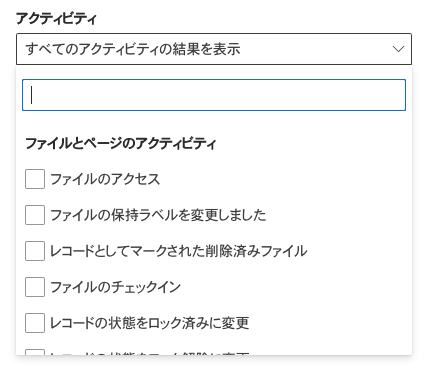 アクティビティ
すべてのアクティビティの結果を表示
ファイルとページのアクティビティ
ファイルのアクセス
ファイルの保持ラベルを変更しました
レコードとしてマークされた削除済みファイル
ファイルのチェックイン
レコードの状態をロック済みに変更